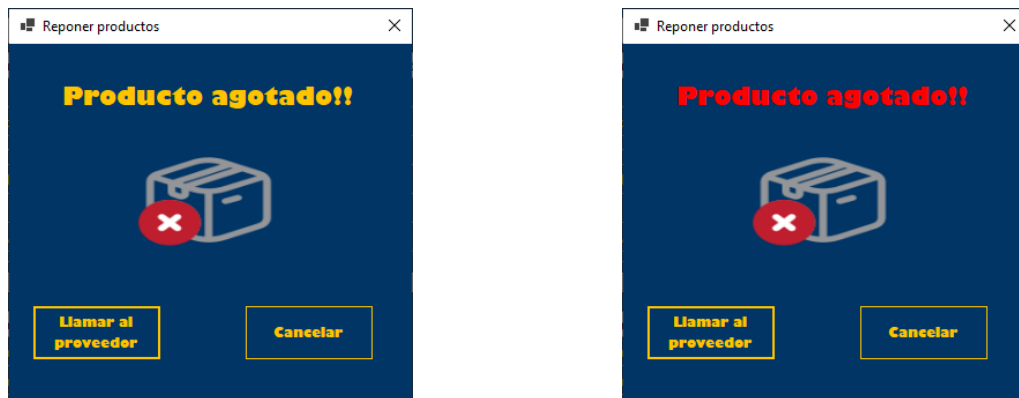 Reponer productos
Producto agotado!!
Llamar al
proveedor
Cancelar
Reponer productos
Producto agotado!!
Llamar al
proveedor
Cancelar